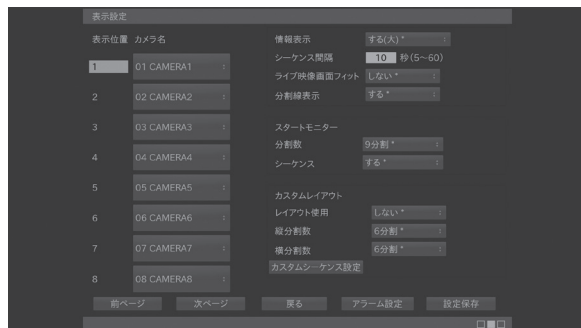 表示設定
表示位置 カメラ名
1 01 CAMERA1
2 02 CAMERA2
3 03 CAMERA3
4 04 CAMERA4
5 05 CAMERA5
6 06 CAMERA6
7 07 CAMERA7
8 08 CAMERA8
情報表示 する(大) *
シーケンス間隔 10 秒(5~60)
ライブ映像画面フィット しない *
分割線表示 する *
スタートモニター
分割数 9分割 *
シーケンス する *
カスタムレイアウト
レイアウト使用 しない *
縦分割数 6分割 *
横分割数 6分割 *
カスタムシーケンス設定
前ページ 次ページ 戻る アラーム設定 設定保存